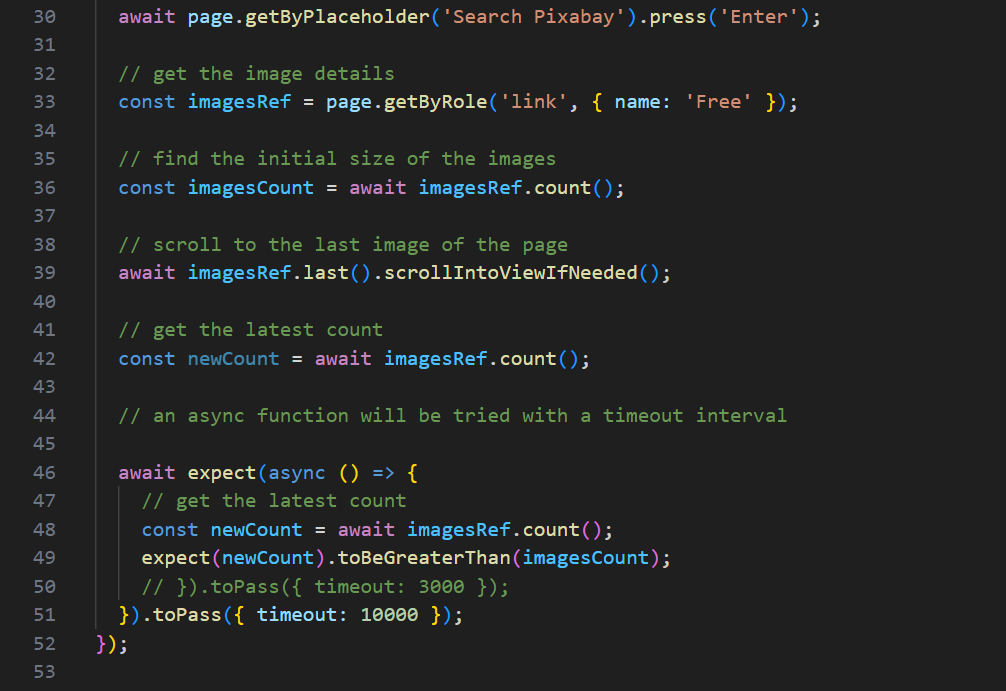 30 await page.getByPlaceholder('Search Pixabay').press('Enter');
31
32 // get the image details
33 const imagesRef = page.getByRole('link', { name: 'Free' });
34
35 // find the initial size of the images
36 const imagesCount = await imagesRef.count();
37
38 // scroll to the last image of the page
39 await imagesRef.last().scrollIntoViewIfNeeded();
40
41 // get the latest count
42 const newCount = await imagesRef.count();
43
44 // an async function will be tried with a timeout interval
45
46 await expect(async () => {
47 // get the latest count
48 const newCount = await imagesRef.count();
49 expect(newCount).toBeGreaterThan(imagesCount);
50 // }).toPass({ timeout: 3000 });
51 }).toPass({ timeout: 10000 });
52 });
53